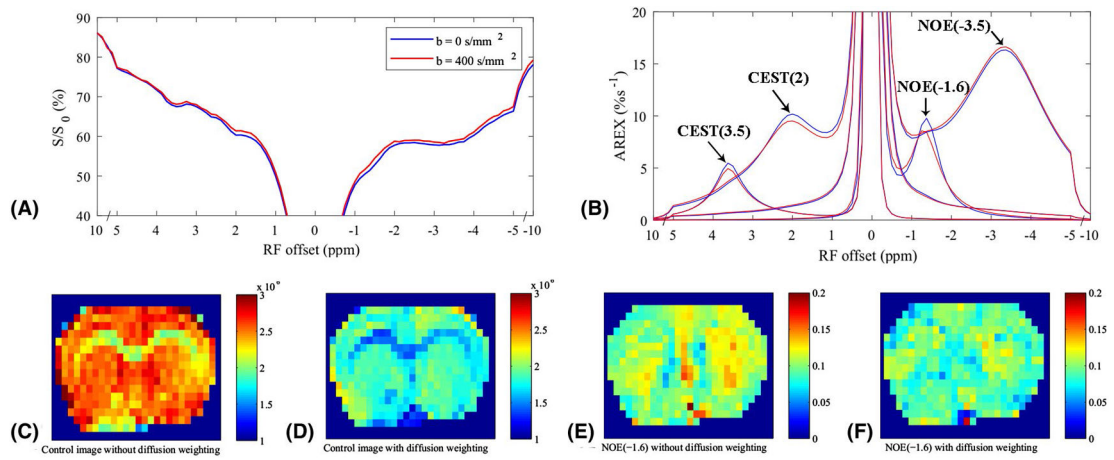 90
80
70
60
50
40
S/S 0 (%)
b = 0 s/mm 2
b = 400 s/mm 2
10 5 4 3 2 1 0 -1 -2 -3 -4 -5 -10
RF offset (ppm)
(A)
20
15
10
5
0
AREX (%s -1)
NOE(-3.5)
CEST(2)
NOE(-1.6)
CEST(3.5)
10 5 4 3 2 1 0 -1 -2 -3 -4 -5 -10
RF offset (ppm)
(B)
x 10
3
2.5
2
1.5
1
(C)
Control image without diffusion weighting
x 10
3
2.5
2
1.5
1
(D)
Control image with diffusion weighting
0.2
0.15
0.1
0.05
0
(E)
NOE(−1.6) without diffusion weighting
0.2
0.15
0.1
0.05
0
(F)
NOE(−1.6) with diffusion weighting